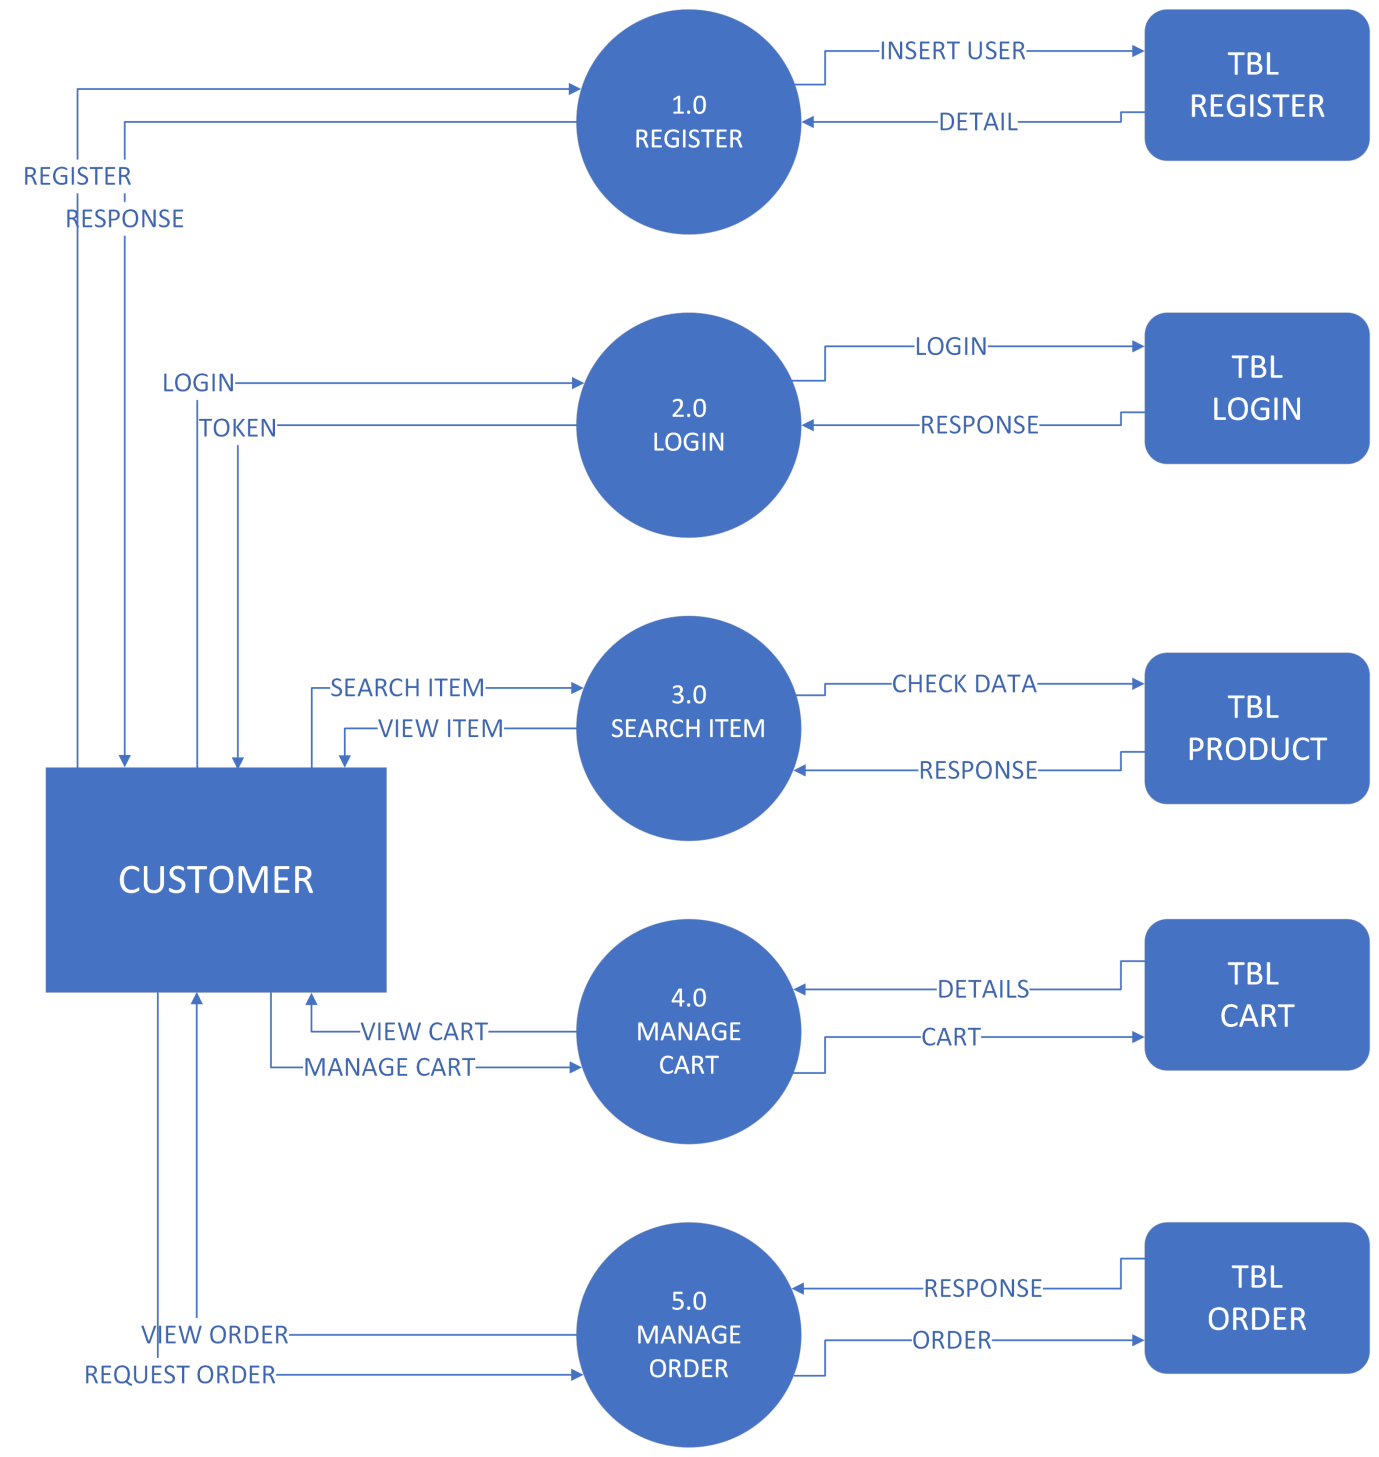 INSERT USER
TBL
REGISTER
1.0
REGISTER
DETAIL
REGISTER
RESPONSE
LOGIN
TBL
LOGIN
LOGIN
2.0
LOGIN
TOKEN
RESPONSE
SEARCH ITEM
3.0
SEARCH ITEM
CHECK DATA
TBL
PRODUCT
VIEW ITEM
RESPONSE
CUSTOMER
4.0
MANAGE
CART
DETAILS
TBL
CART
VIEW CART
CART
MANAGE CART
5.0
MANAGE
ORDER
RESPONSE
TBL
ORDER
VIEW ORDER
ORDER
REQUEST ORDER